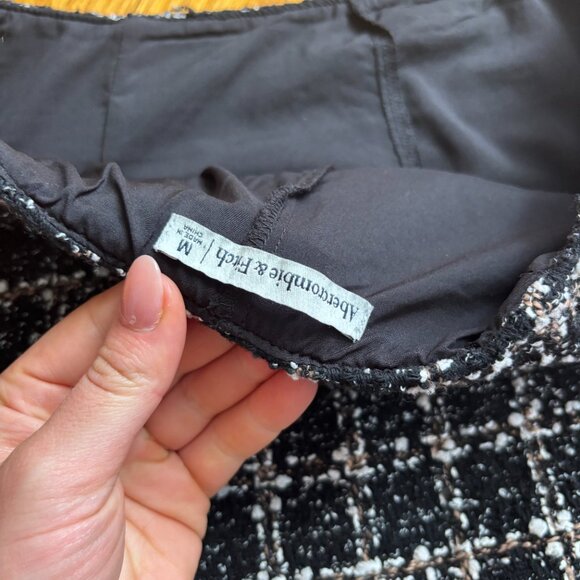 Abercrombie & Fitch | M
MADE IN
CHINA